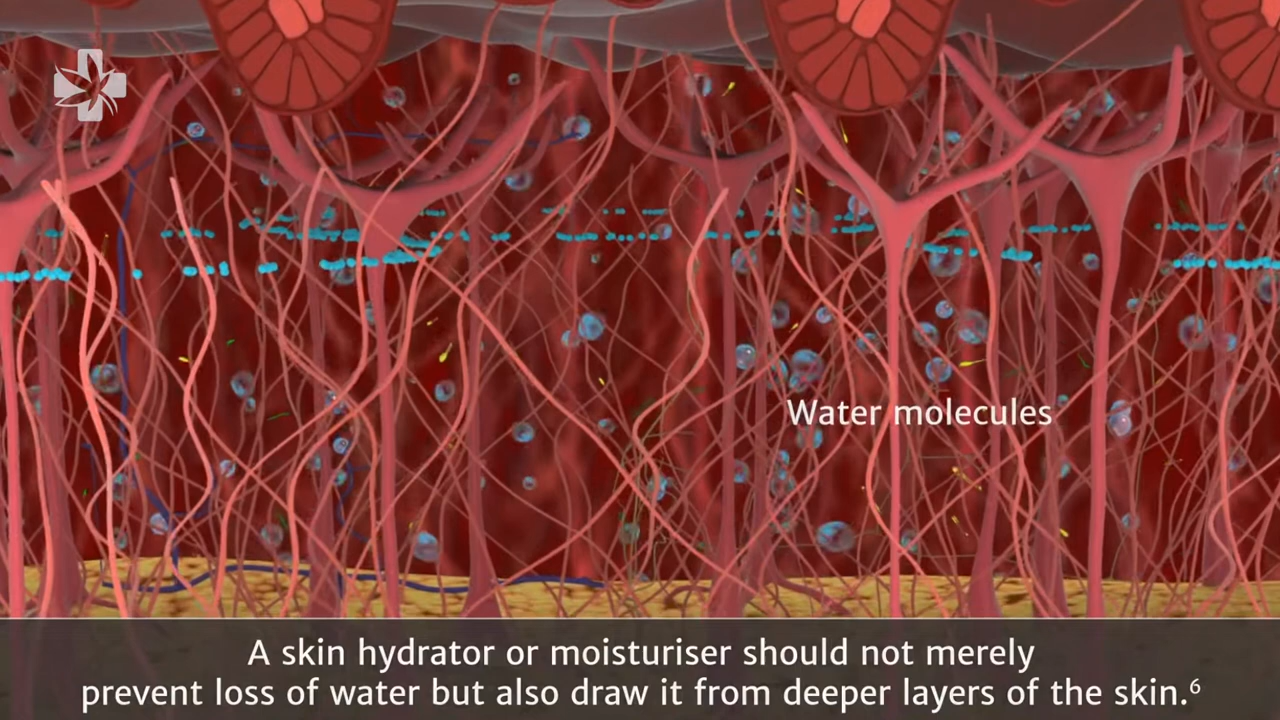 Water molecules
A skin hydrator or moisturiser should not merely
prevent loss of water but also draw it from deeper layers of the skin.⁶